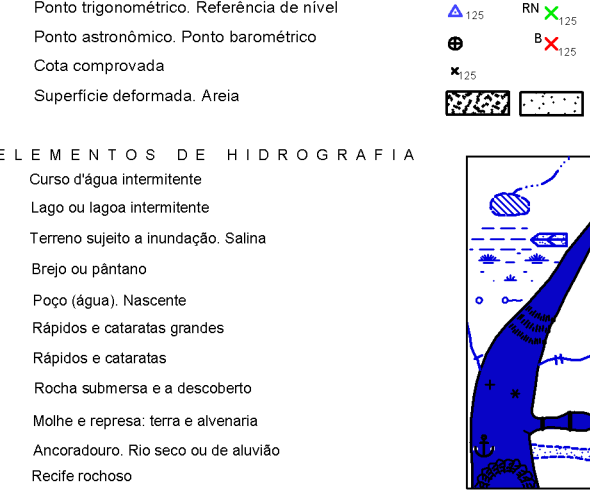 Ponto trigonométrico. Referência de nível 125 RN 125
Ponto astronômico. Ponto barométrico B 125
Cota comprovada 125
Superfície deformada. Areia
ELEMENTOS DE HIDROGRAFIA
Curso d'água intermitente
Lago ou lagoa intermitente
Terreno sujeito a inundação. Salina
Brejo ou pântano
Poço (água). Nascente
Rápidos e cataratas grandes
Rápidos e cataratas
Rocha submersa e a descoberto
Molhe e represa: terra e alvenaria
Ancoradouro. Rio seco ou de aluvião
Recife rochoso